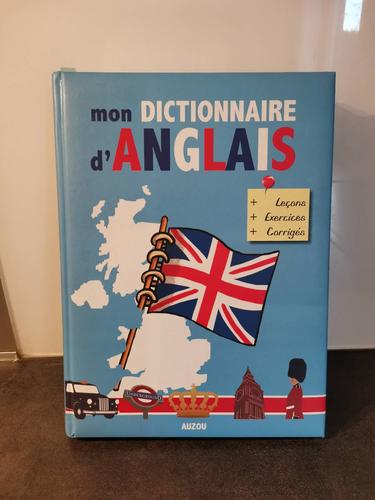 mon DICTIONNAIRE
d'ANGLAIS
+ Leçons
+ Exercices
+ Corrigés
UNDERGROUND
AUZOU